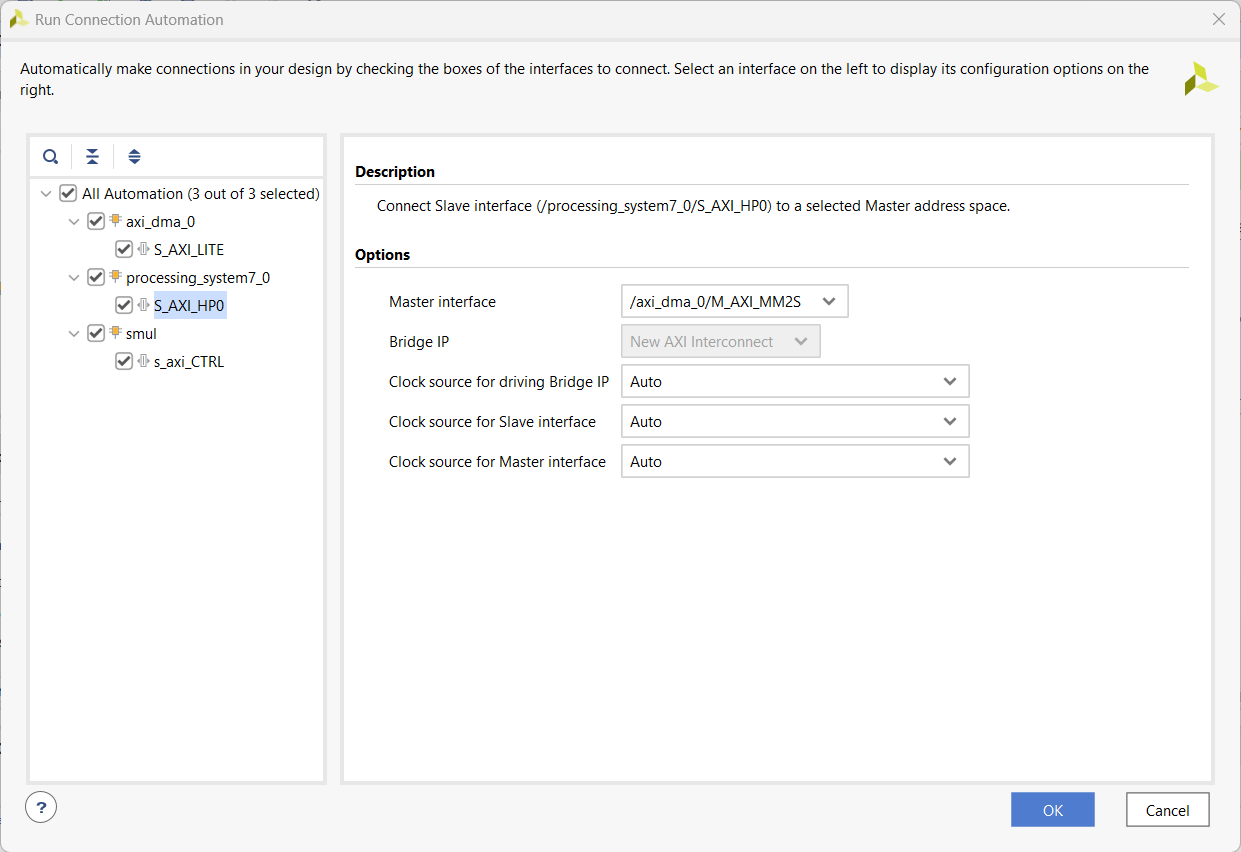 Run Connection Automation
Automatically make connections in your design by checking the boxes of the interfaces to connect. Select an interface on the left to display its configuration options on the
right.
All Automation (3 out of 3 selected)
axi_dma_0
S_AXI_LITE
processing_system7_0
S_AXI_HP0
smul
s_axi_CTRL
Description
Connect Slave interface (/processing_system7_0/S_AXI_HP0) to a selected Master address space.
Options
Master interface /axi_dma_0/M_AXI_MM2S
Bridge IP New AXI Interconnect
Clock source for driving Bridge IP Auto
Clock source for Slave interface Auto
Clock source for Master interface Auto
?
OK Cancel